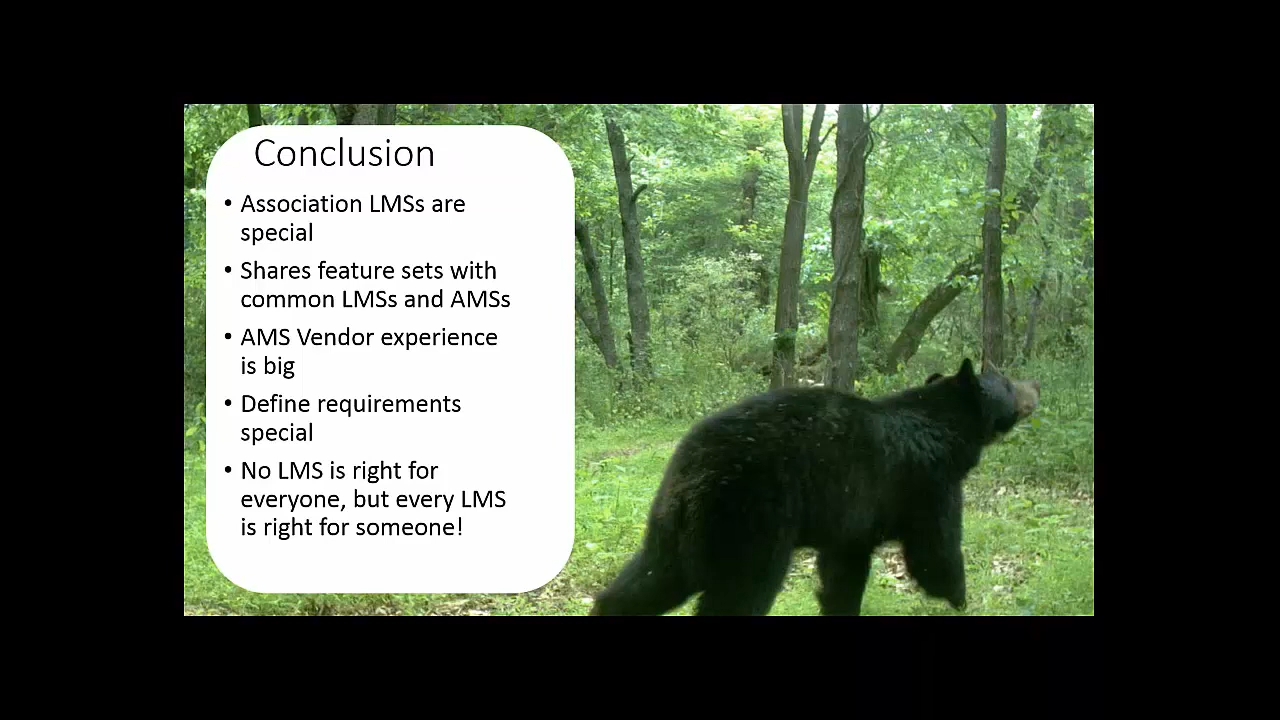 Conclusion
• Association LMSs are
special
• Shares feature sets with
common LMSs and AMSs
• AMS Vendor experience
is big
• Define requirements
special
• No LMS is right for
everyone, but every LMS
is right for someone!